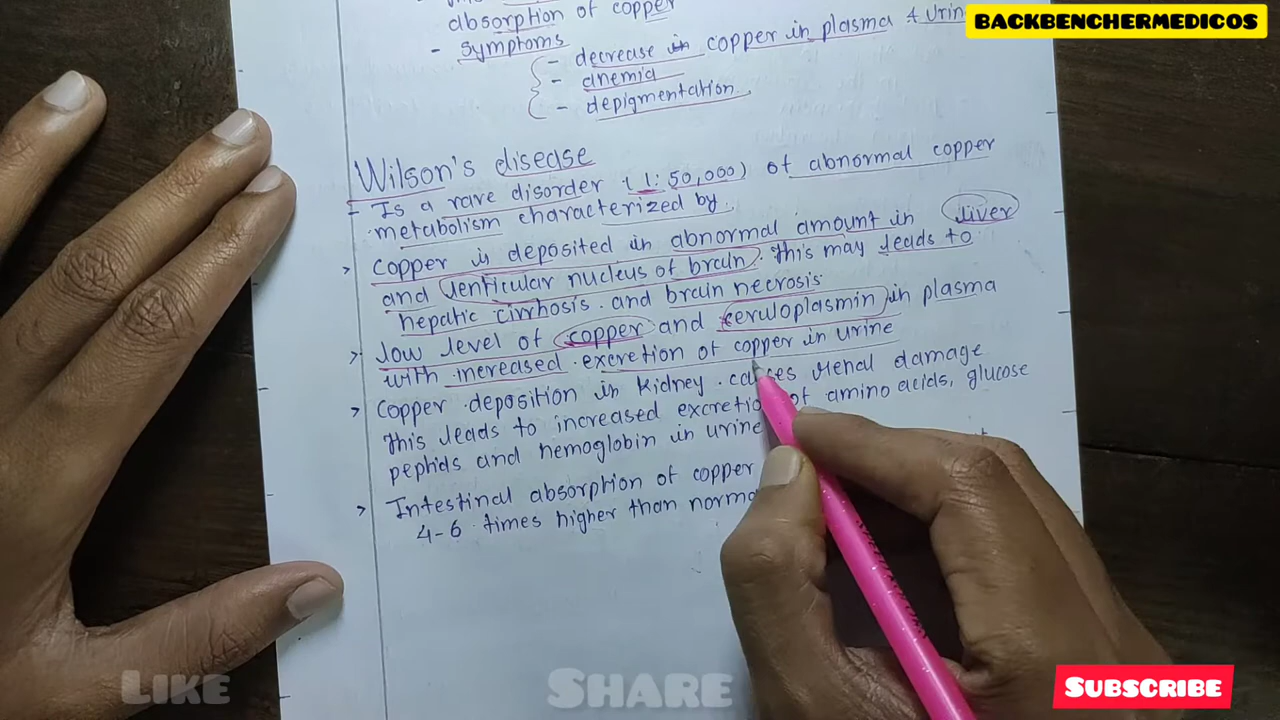 BACKBENCHERMEDICOS
absorption of copper
- symptoms
- decrease in copper in plasma & Urin
- anemia
- depigmentation
Wilson's disease
- Is a rare disorder (1:50,000) of abnormal copper
metabolism characterized by
> Copper is deposited in abnormal amount in liver
and lenticular nucleus of brain. This may leads to
hepatic cirrhosis. and brain necrosis
> low level of copper and ceruloplasmin in plasma
with increased excretion of copper in urine
> Copper deposition in kidney causes renal damage
This leads to increased excretio of amino acids, glucose
peptids and hemoglobin in urine
> Intestinal absorption of copper
4-6 times higher than norma
LIKE
SHARE
SUBSCRIBE